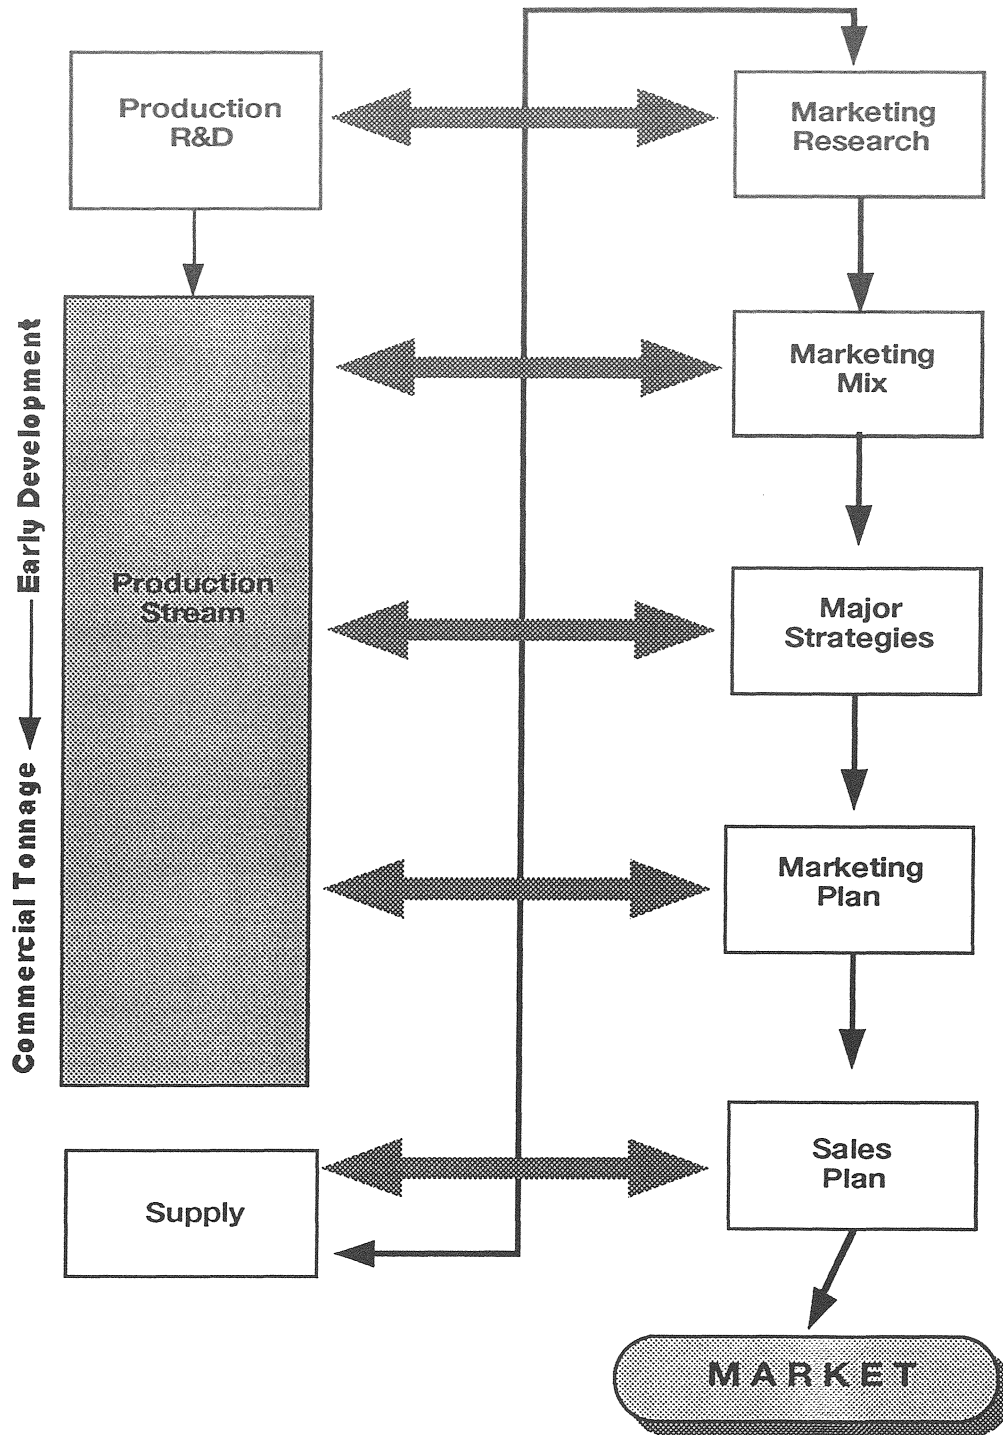 Production
R&D
Marketing
Research
Marketing
Mix
Early Development
Production
Stream
Major
Strategies
Commercial Tonnage
Marketing
Plan
Sales
Plan
Supply
MARKET